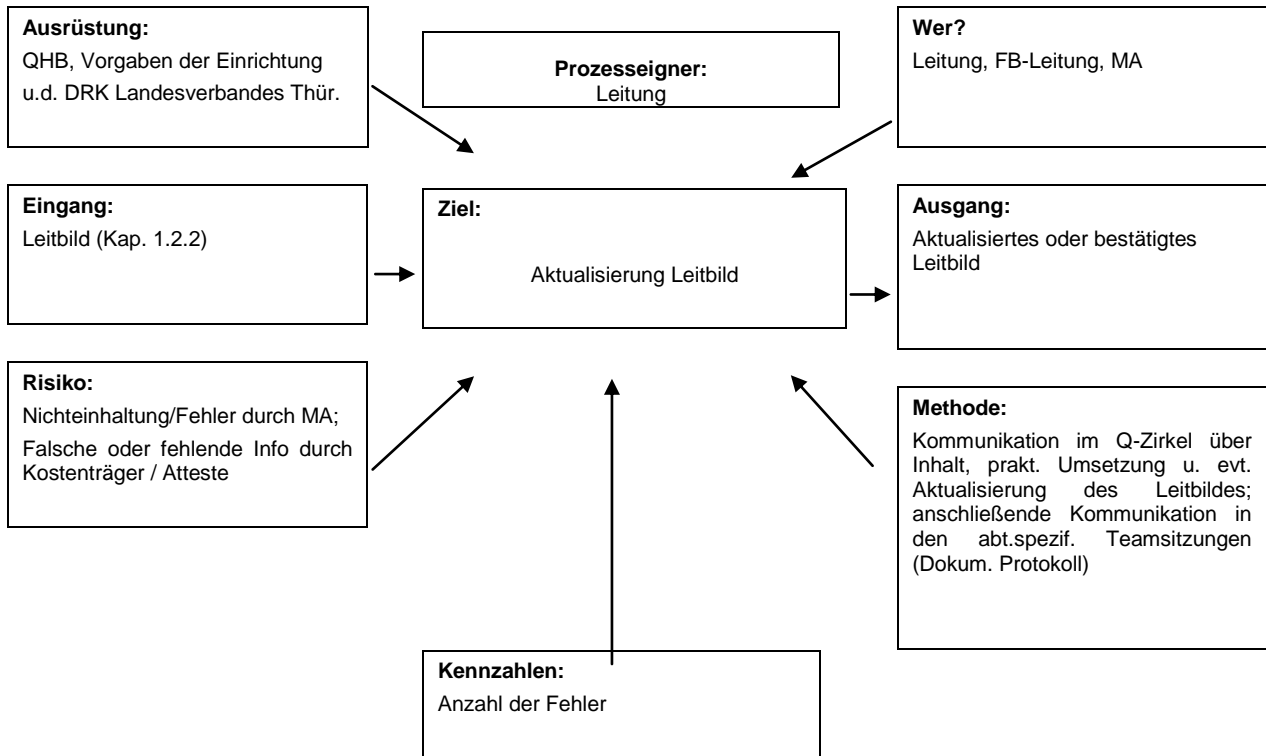 Ausrüstung:
QHB, Vorgaben der Einrichtung
u.d. DRK Landesverbandes Thür.
Prozesseigner:
Leitung
Wer?
Leitung, FB-Leitung, MA
Eingang:
Leitbild (Kap. 1.2.2)
Ziel:
Aktualisierung Leitbild
Ausgang:
Aktualisiertes oder bestätigtes
Leitbild
Risiko:
Nichteinhaltung/Fehler durch MA;
Falsche oder fehlende Info durch
Kostenträger / Atteste
Methode:
Kommunikation im Q-Zirkel über
Inhalt, prakt. Umsetzung u. evt.
Aktualisierung des Leitbildes;
anschließende Kommunikation in
den abt.spezif. Teamsitzungen
(Dokum. Protokoll)
Kennzahlen:
Anzahl der Fehler